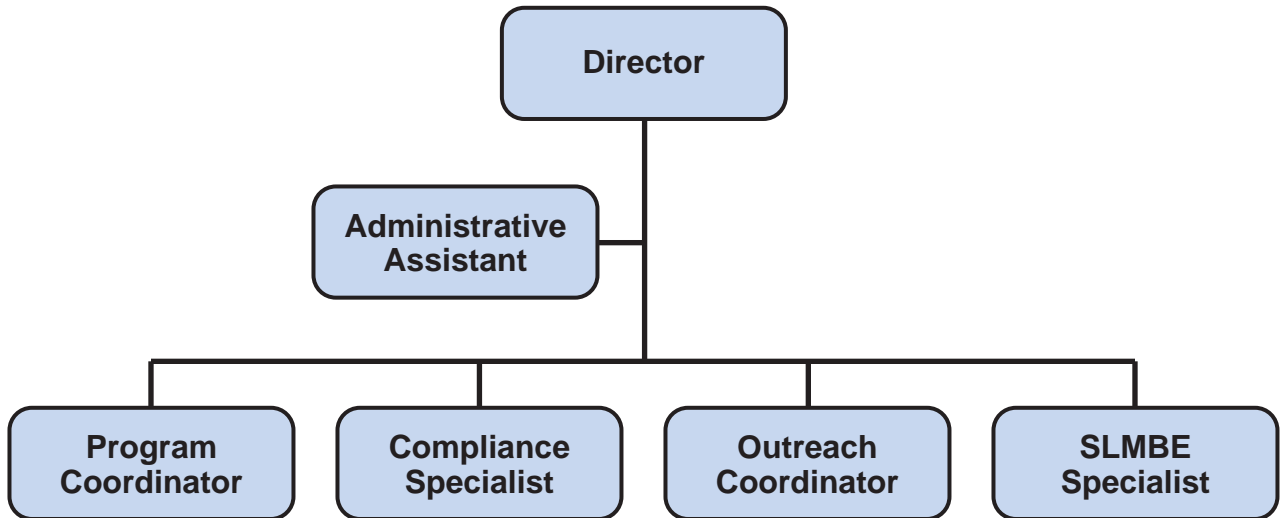 Director
Administrative
Assistant
Program
Coordinator
Compliance
Specialist
Outreach
Coordinator
SLMBE
Specialist